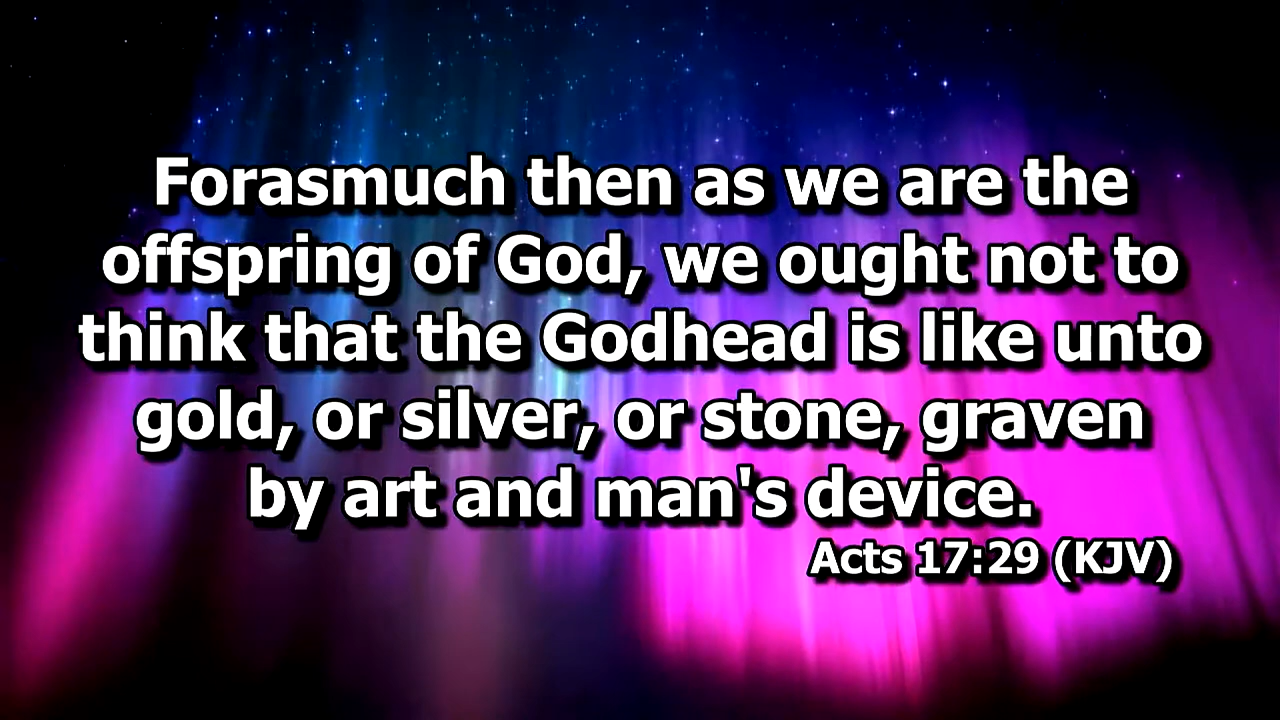 Forasmuch then as we are the
offspring of God, we ought not to
think that the Godhead is like unto
gold, or silver, or stone, graven
by art and man's device.
Acts 17:29 (KJV)